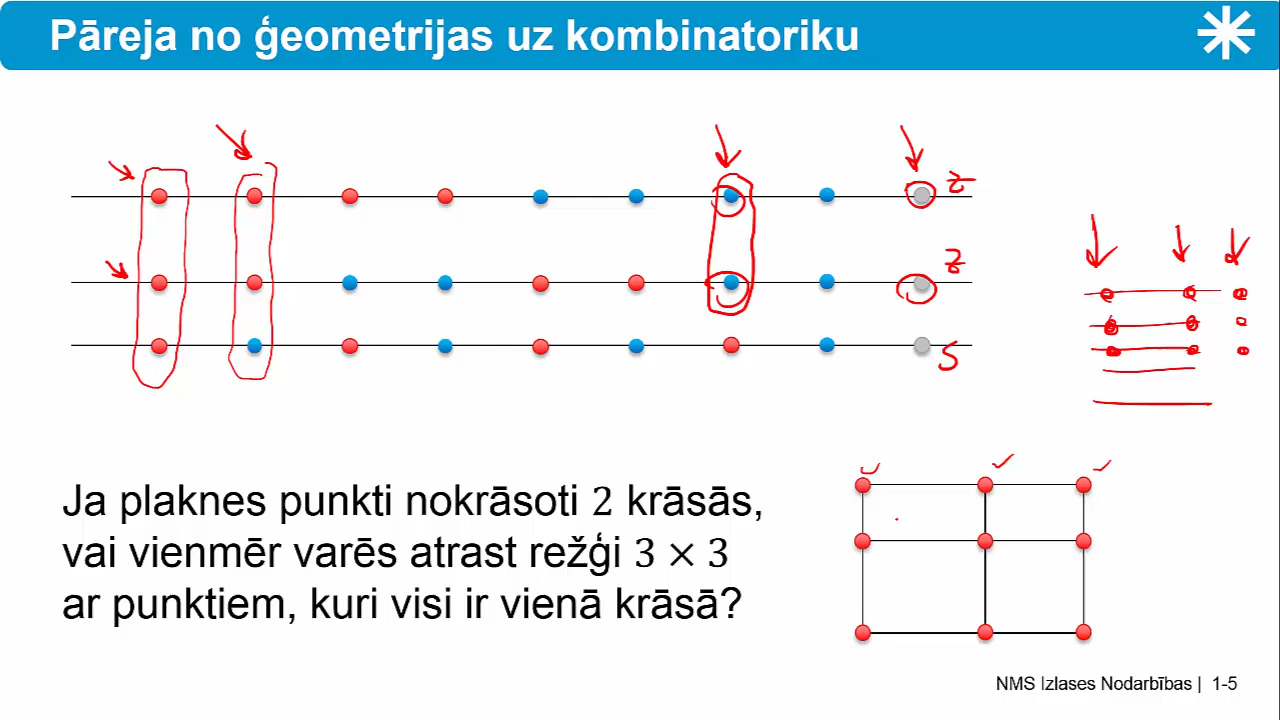 Pāreja no ģeometrijas uz kombinatoriku
Z
Z
S
Ja plaknes punkti nokrāsoti 2 krāsās,
vai vienmēr varēs atrast režģi 3 × 3
ar punktiem, kuri visi ir vienā krāsā?
NMS Izlases Nodarbības | 1-5